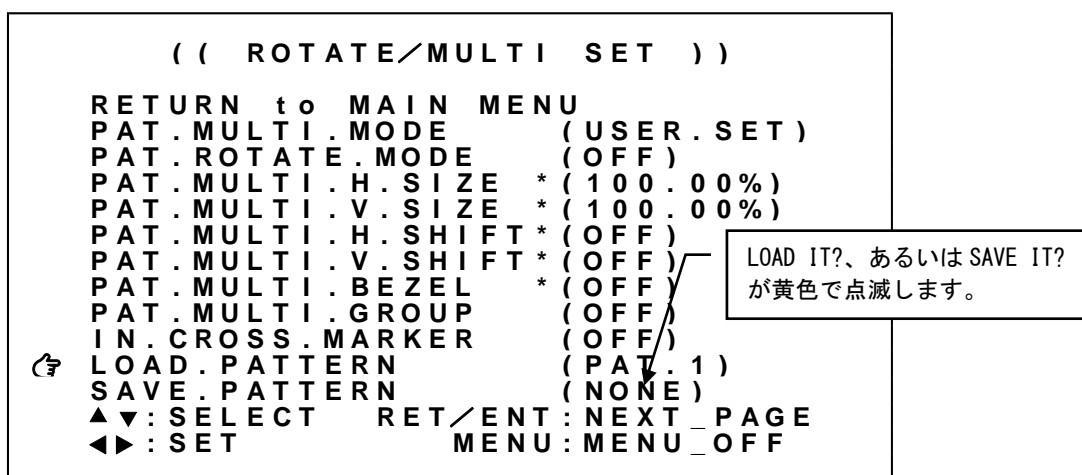 (( ROTATE/MULTI SET ))
RETURN to MAIN MENU
PAT.MULTI.MODE (USER.SET)
PAT.ROTATE.MODE (OFF)
PAT.MULTI.H.SIZE *(100.00%)
PAT.MULTI.V.SIZE *(100.00%)
PAT.MULTI.H.SHIFT*(OFF)
PAT.MULTI.V.SHIFT*(OFF)
PAT.MULTI.BEZEL *(OFF)
PAT.MULTI.GROUP (OFF)
IN.CROSS.MARKER (OFF)
LOAD.PATTERN (PAT.1)
SAVE.PATTERN (NONE)
▲▼:SELECT RET/ENT:NEXT_PAGE
◀▶:SET MENU:MENU_OFF
LOAD IT?、あるいは SAVE IT?
が黄色で点滅します。